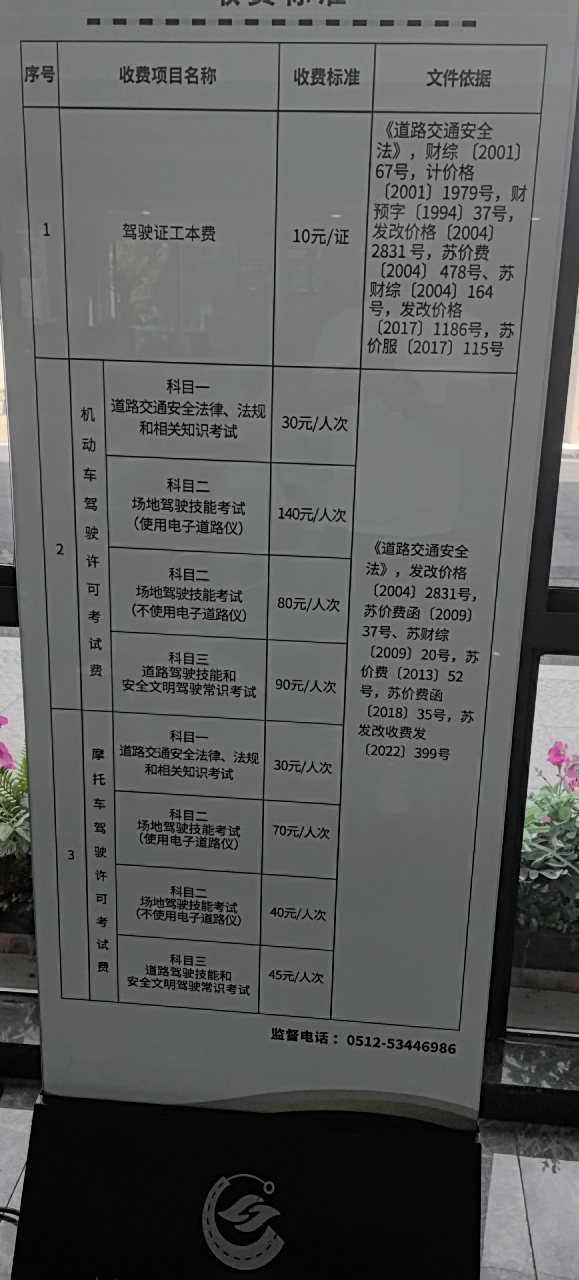 收费标准
序号 收费项目名称 收费标准 文件依据
1 驾驶证工本费 10元/证
《道路交通安全
法》，财综〔2001〕
67号，计价格
〔2001〕1979号，财
预字〔1994〕37号，
发改价格〔2004〕
2831号，苏价费
〔2004〕478号、苏
财综〔2004〕164
号，发改价格
〔2017〕1186号，苏
价服〔2017〕115号
2 机动车驾驶许可考试费
科目一
道路交通安全法律、法规
和相关知识考试
30元/人次
科目二
场地驾驶技能考试
（使用电子道路仪）
140元/人次
科目二
场地驾驶技能考试
（不使用电子道路仪）
80元/人次
科目三
道路驾驶技能和
安全文明驾驶常识考试
90元/人次
《道路交通安全
法》，发改价格
〔2004〕2831号，
苏价费函〔2009〕
37号、苏财综
〔2009〕20号，苏
价费〔2013〕52
号，苏价费函
〔2018〕35号，苏
发改收费发
〔2022〕399号
3 摩托车驾驶许可考试费
科目一
道路交通安全法律、法规
和相关知识考试
30元/人次
科目二
场地驾驶技能考试
（使用电子道路仪）
70元/人次
科目二
场地驾驶技能考试
（不使用电子道路仪）
40元/人次
科目三
道路驾驶技能和
安全文明驾驶常识考试
45元/人次
监督电话：0512-53446986